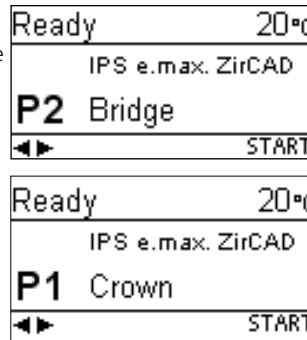 Ready 20°
IPS e.max. ZirCAD
P2 Bridge
START
Ready 20°
IPS e.max. ZirCAD
P1 Crown
START